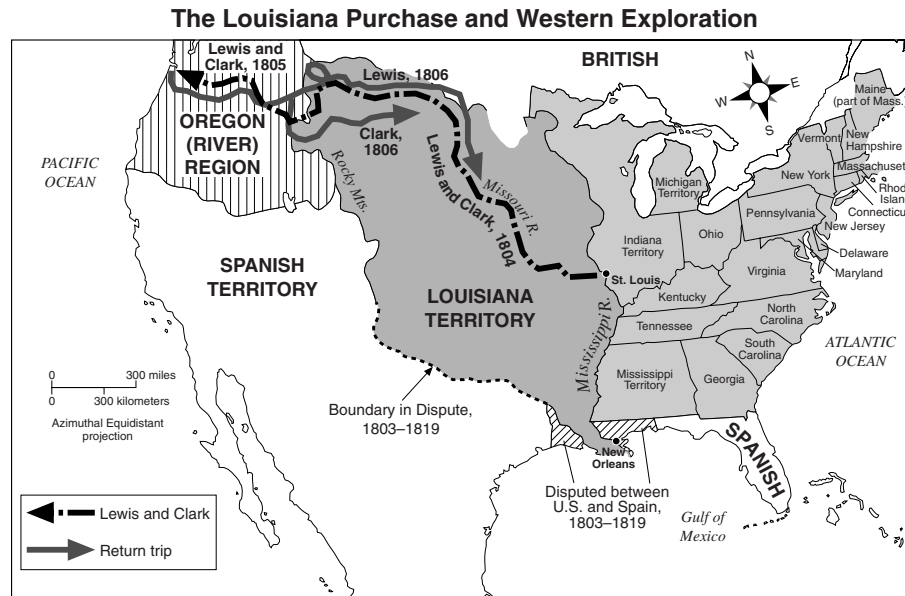 The Louisiana Purchase and Western Exploration
BRITISH
N
E
W
S
Lewis and
Clark, 1805
Lewis, 1806
OREGON
(RIVER)
REGION
Clark,
1806
PACIFIC
OCEAN
Rocky Mts.
Missouri R.
Lewis and Clark, 1804
Maine
(part of Mass.)
Vermont
New
Hampshire
Massachuset
Rhod
Islan
Connecticu
New York
Michigan
Territory
Pennsylvania
New Jersey
Delaware
Maryland
Indiana
Territory
Ohio
Virginia
St. Louis
Kentucky
North
Carolina
Tennessee
South
Carolina
ATLANTIC
OCEAN
SPANISH
TERRITORY
LOUISIANA
TERRITORY
Mississippi R.
Mississippi
Territory
Georgia
0 300 miles
0 300 kilometers
Azimuthal Equidistant
projection
Boundary in Dispute,
1803–1819
New
Orleans
SPANISH
Disputed between
U.S. and Spain,
1803–1819
Gulf of
Mexico
Lewis and Clark
Return trip